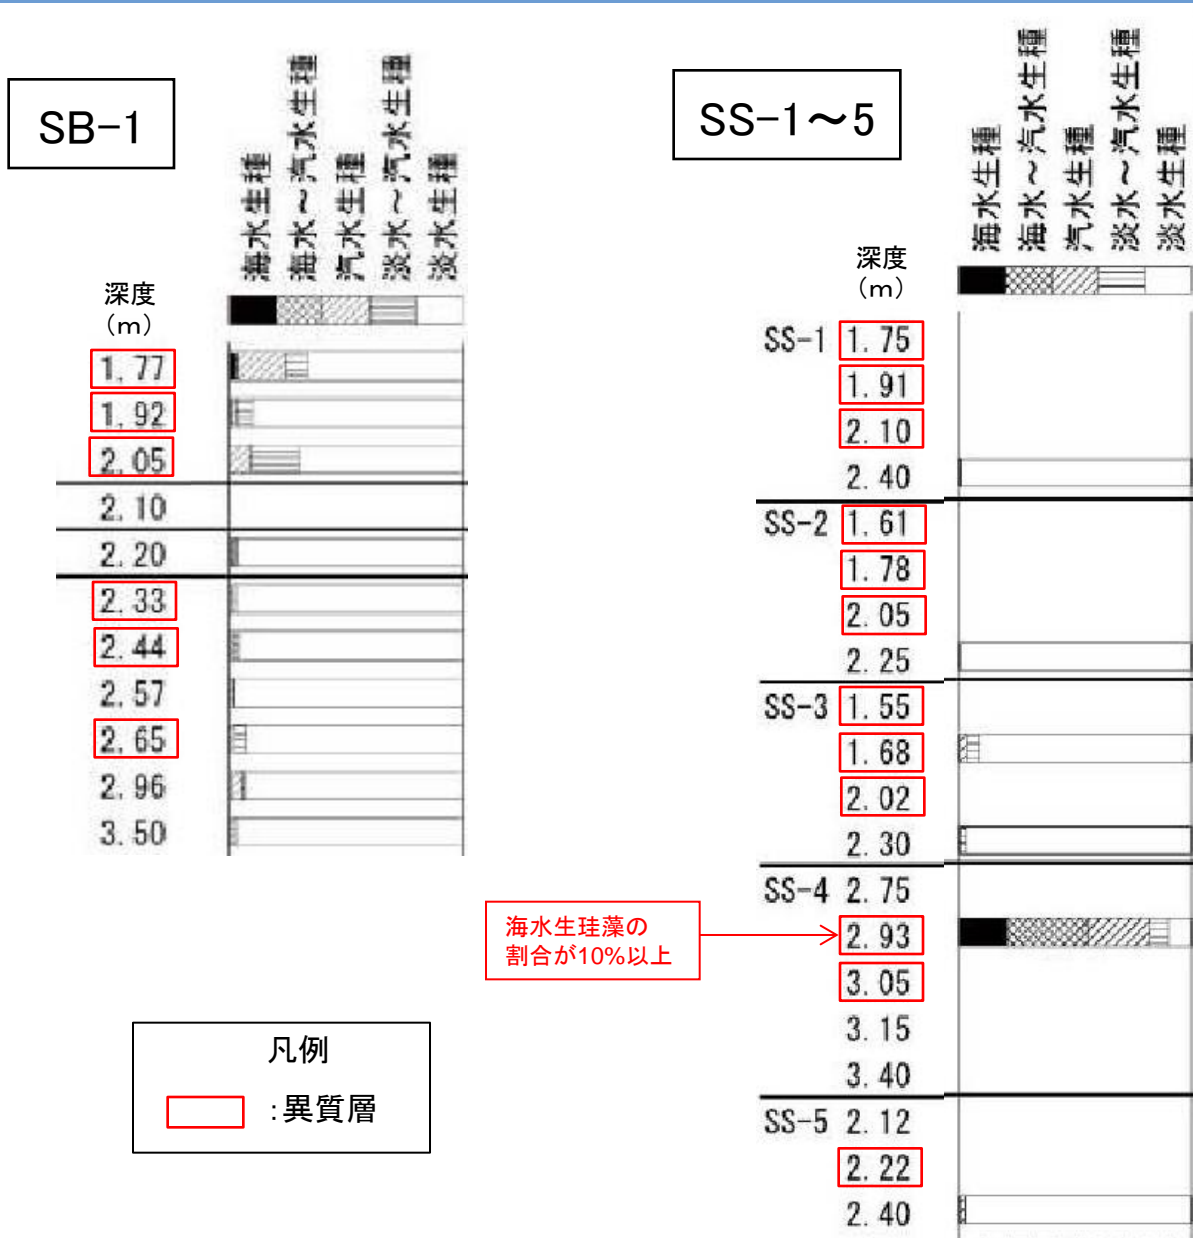 SB-1
海水生種
海水～汽水生種
汽水生種
淡水～汽水生種
淡水生種
深度
（m）
1.77
1.92
2.05
2.10
2.20
2.33
2.44
2.57
2.65
2.96
3.50
凡例
：異質層
SS-1～5
海水生種
海水～汽水生種
汽水生種
淡水～汽水生種
淡水生種
深度
（m）
SS-1 1.75
1.91
2.10
2.40
SS-2 1.61
1.78
2.05
2.25
SS-3 1.55
1.68
2.02
2.30
SS-4 2.75
2.93
3.05
3.15
3.40
SS-5 2.12
2.22
2.40
海水生珪藻の
割合が10%以上